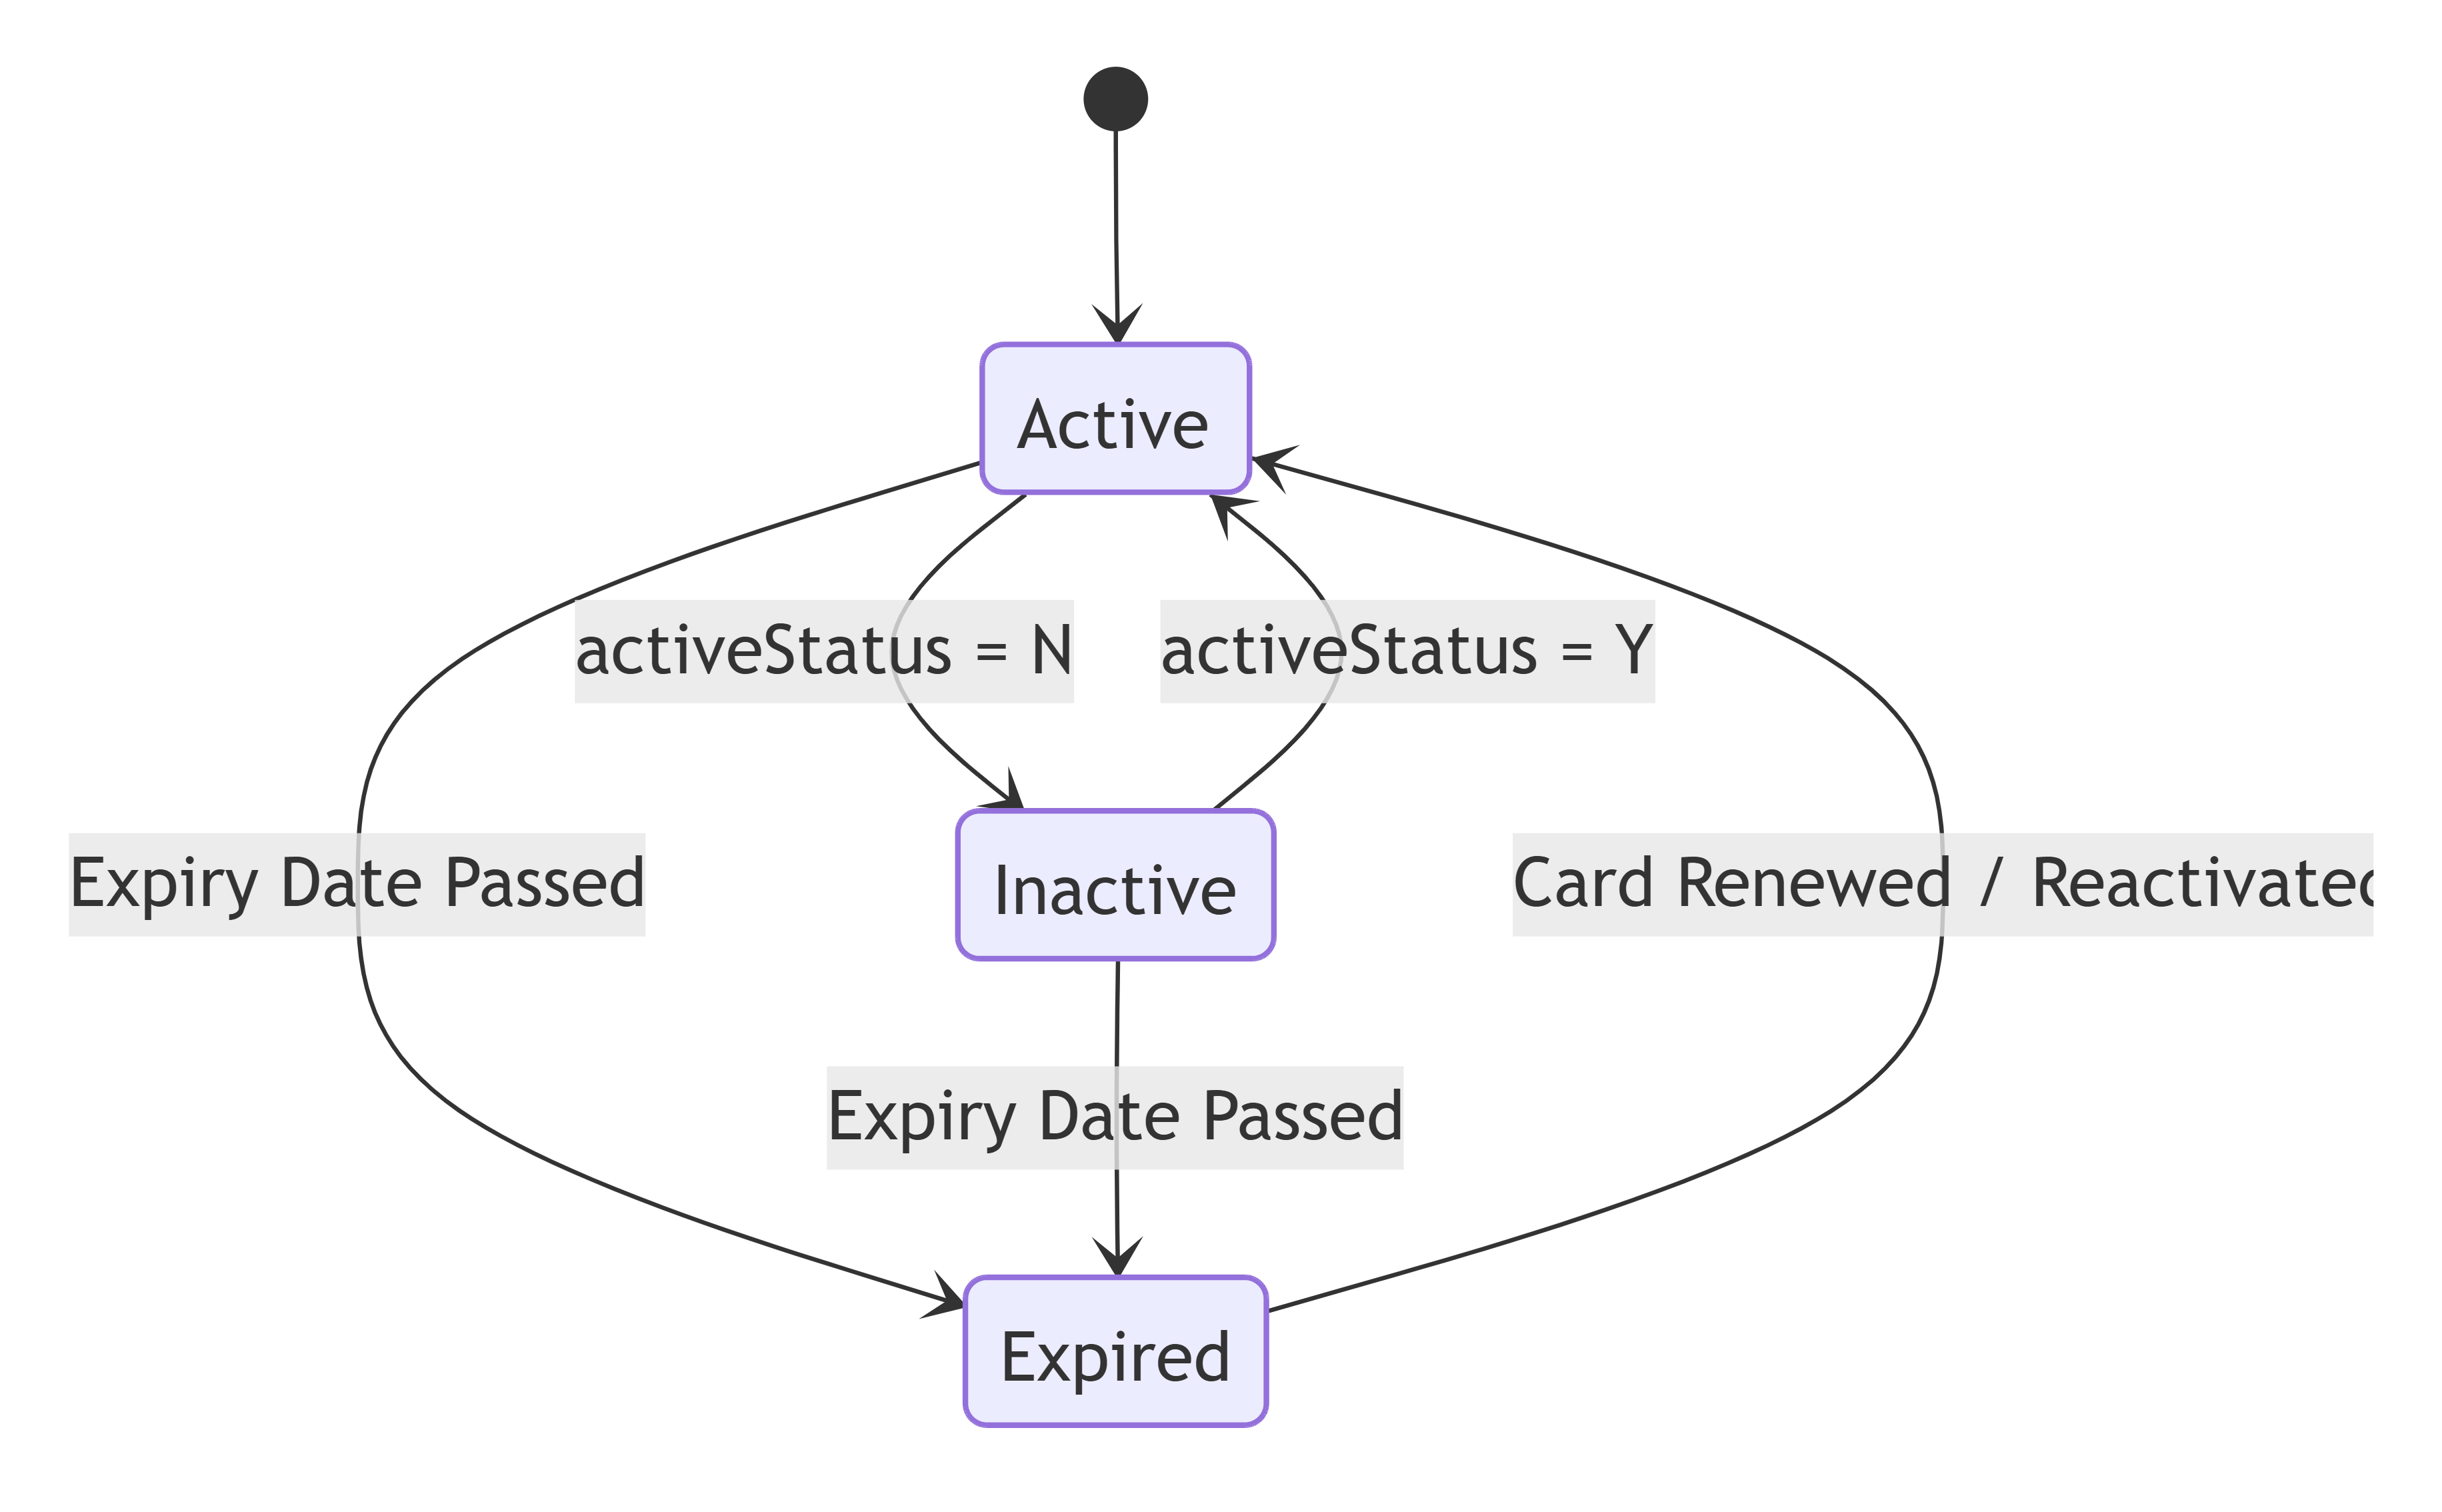 Active
activeStatus = N
activeStatus = Y
Expiry Date Passed
Inactive
Card Renewed / Reactivated
Expiry Date Passed
Expired